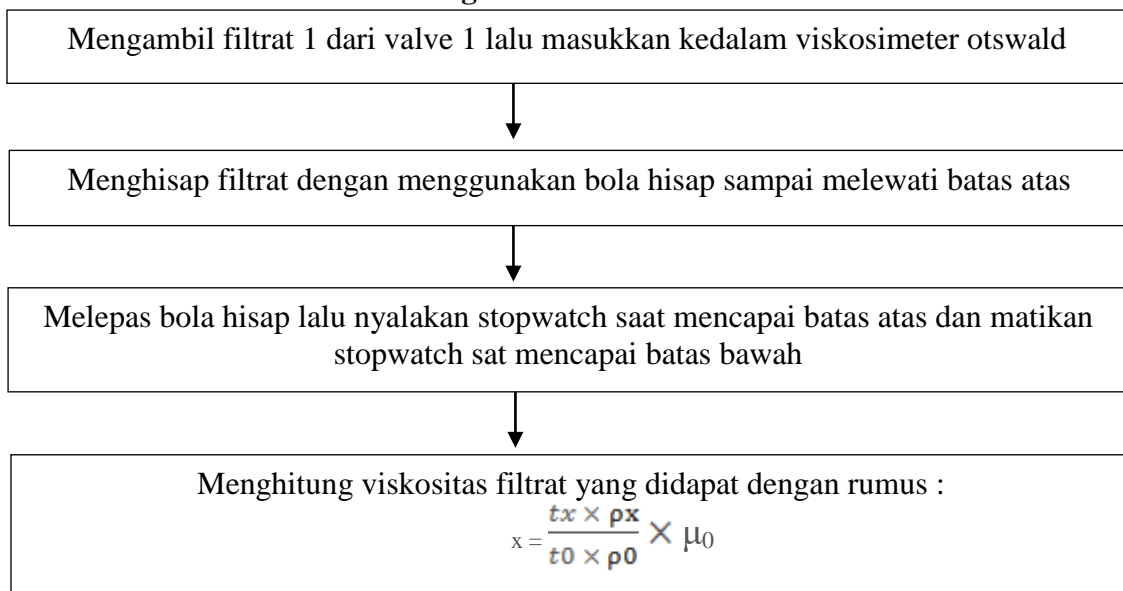 Mengambil filtrat 1 dari valve 1 lalu masukkan kedalam viskosimeter otswald
Menghisap filtrat dengan menggunakan bola hisap sampai melewati batas atas
Melepas bola hisap lalu nyalakan stopwatch saat mencapai batas atas dan matikan
stopwatch sat mencapai batas bawah
Menghitung viskositas filtrat yang didapat dengan rumus :
x = tx × ρx / t0 × ρ0 × μ₀